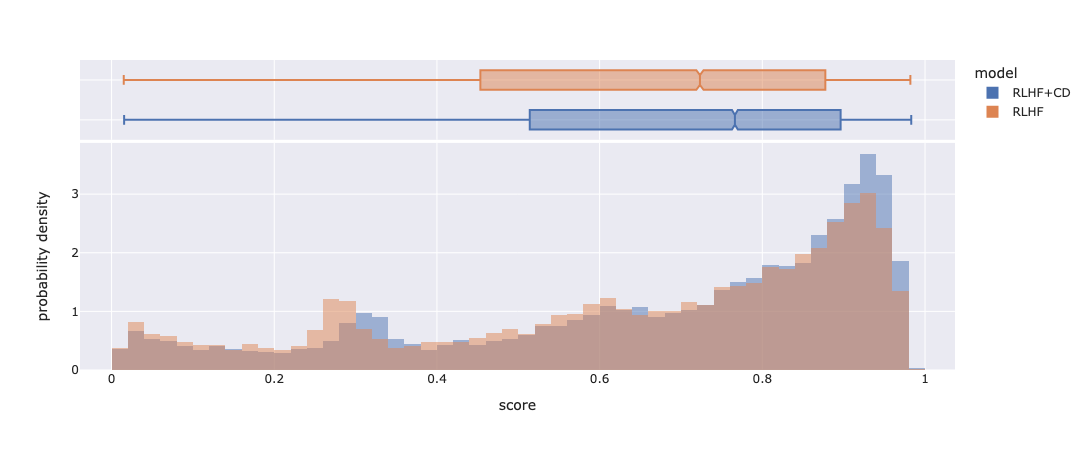 model
RLHF+CD
RLHF
probability density
3
2
1
0
0 0.2 0.4 0.6 0.8 1
score